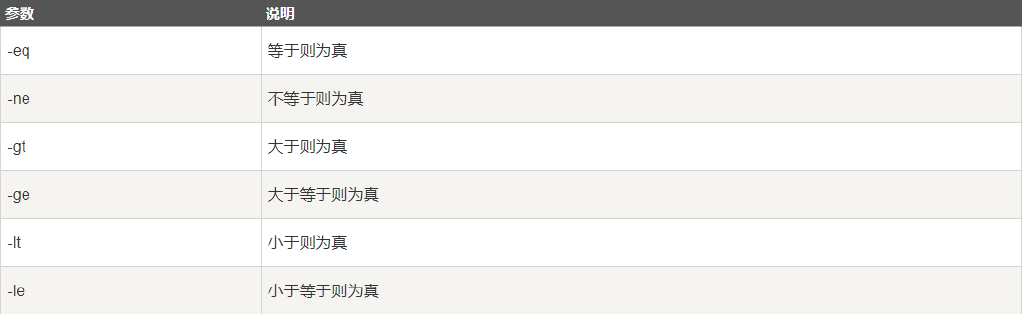 参数 说明
-eq 等于则为真
-ne 不等于则为真
-gt 大于则为真
-ge 大于等于则为真
-lt 小于则为真
-le 小于等于则为真